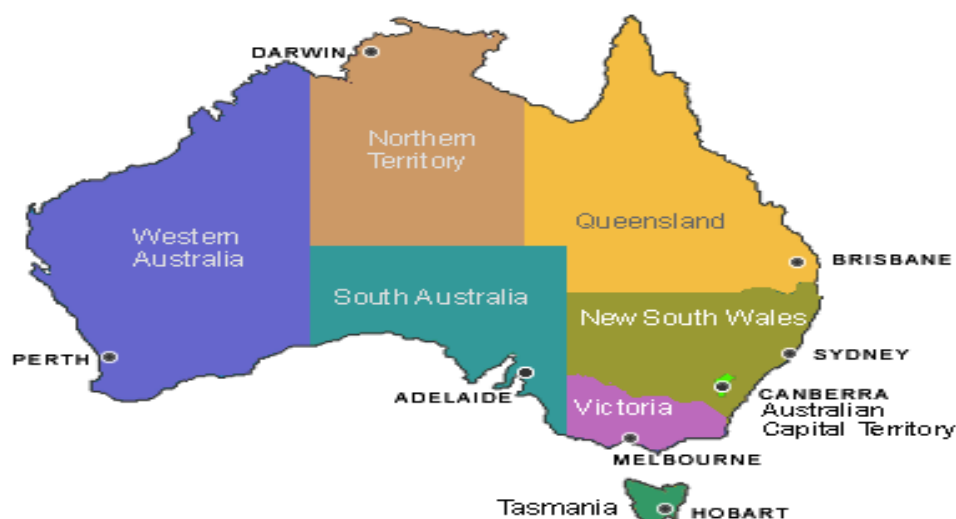 DARWIN
Northern
Territory
Queensland
Western
Australia
BRISBANE
South Australia
New South Wales
PERTH
SYDNEY
ADELAIDE
CANBERRA
Australian
Capital Territory
Victoria
MELBOURNE
Tasmania
HOBART